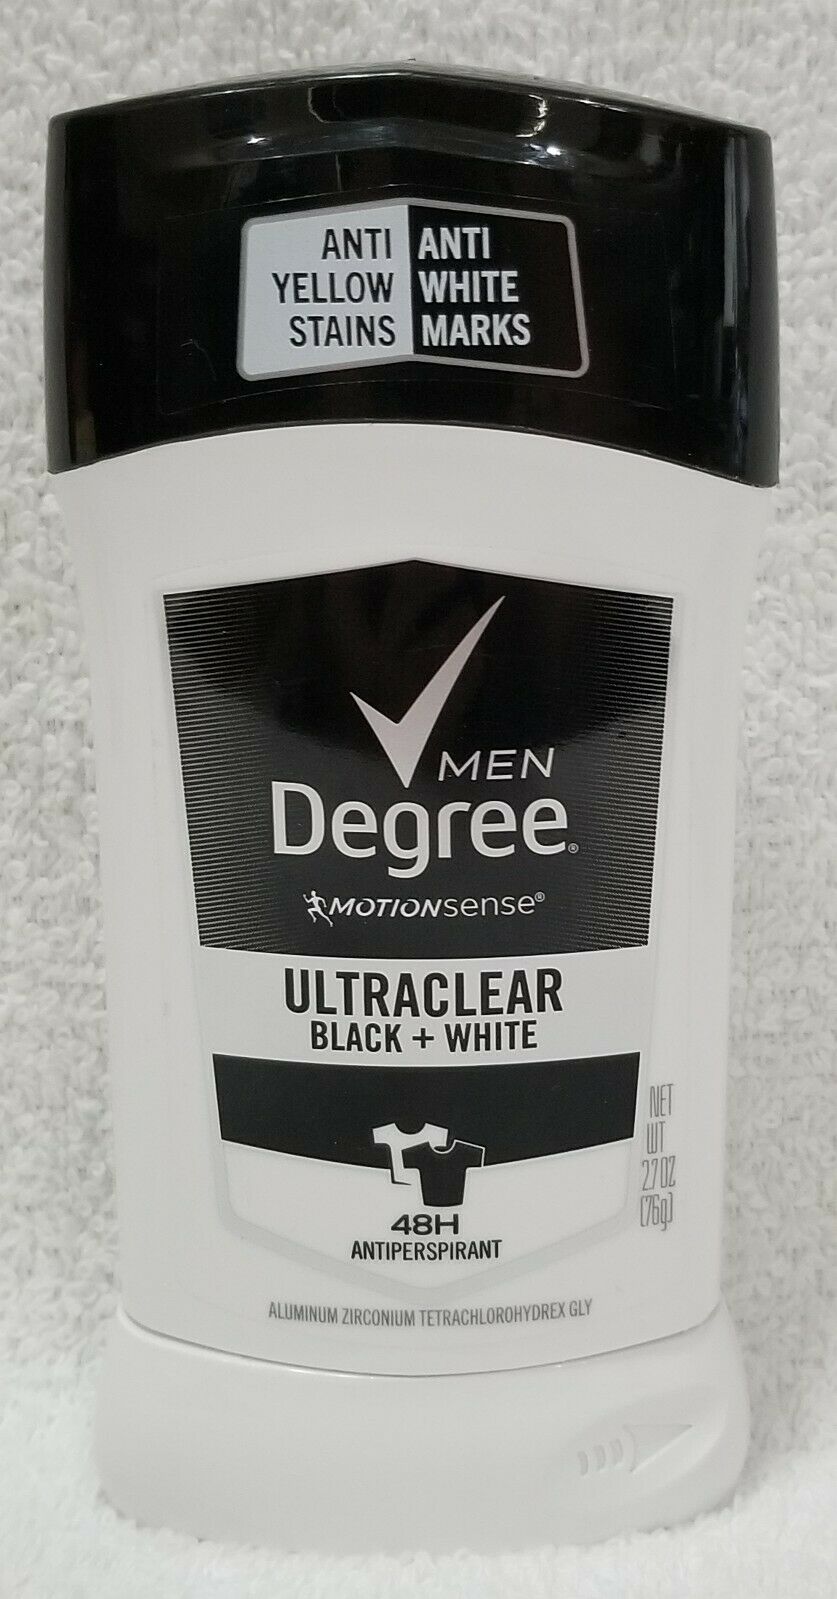 ANTI
YELLOW
STAINS
ANTI
WHITE
MARKS
MEN
Degree®
MOTIONsense®
ULTRACLEAR
BLACK + WHITE
48H
ANTIPERSPIRANT
NET
WT
2.7 OZ
(76g)
ALUMINUM ZIRCONIUM TETRACHLOROHYDREX GLY